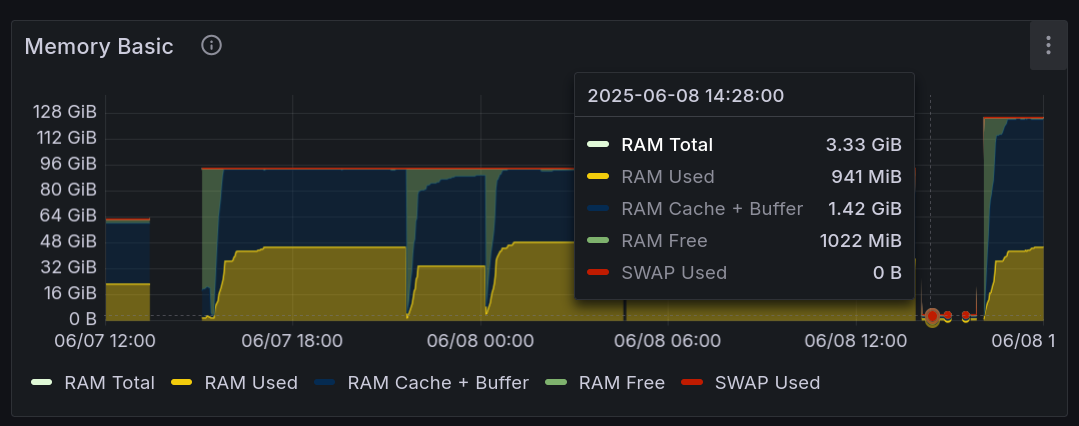 Memory Basic
2025-06-08 14:28:00
RAM Total 3.33 GiB
RAM Used 941 MiB
RAM Cache + Buffer 1.42 GiB
RAM Free 1022 MiB
SWAP Used 0 B
128 GiB
112 GiB
96 GiB
80 GiB
64 GiB
48 GiB
32 GiB
16 GiB
0 B
06/07 12:00 06/07 18:00 06/08 00:00 06/08 06:00 06/08 12:00 06/08 1
RAM Total RAM Used RAM Cache + Buffer RAM Free SWAP Used